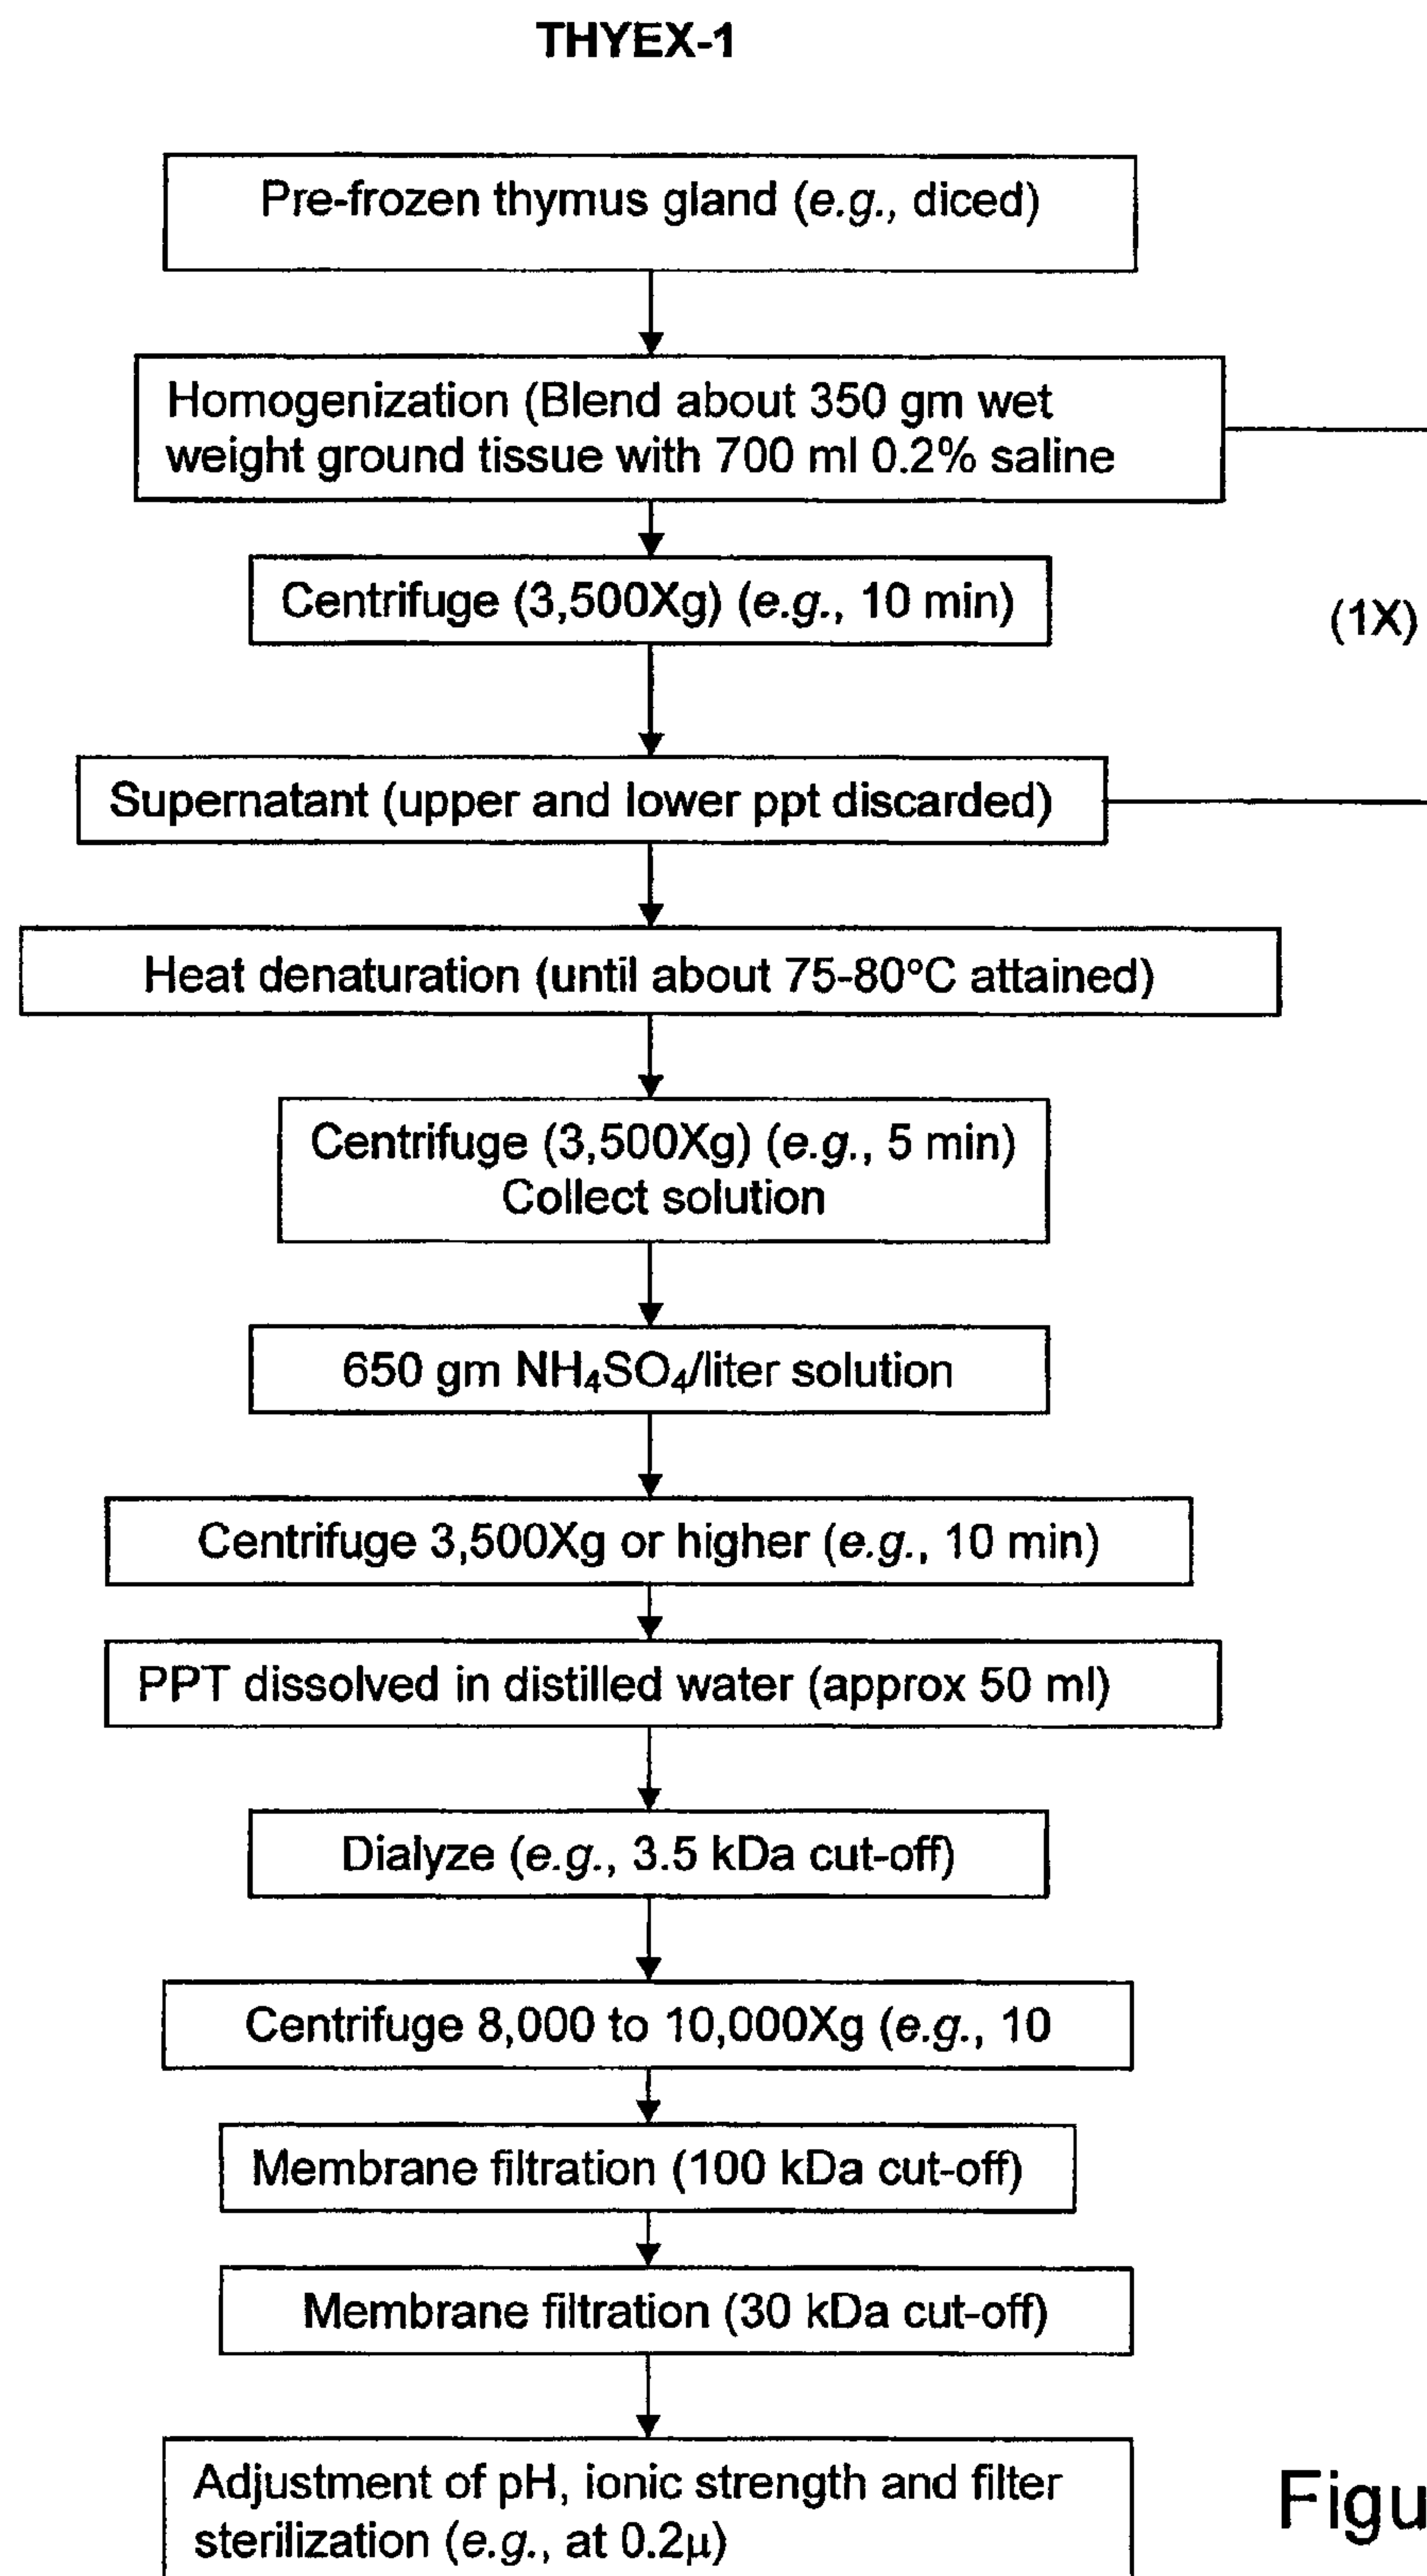 THYEX-1
Pre-frozen thymus gland (e.g., diced)
Homogenization (Blend about 350 gm wet
weight ground tissue with 700 ml 0.2% saline
Centrifuge (3,500Xg) (e.g., 10 min)
(1X)
Supernatant (upper and lower ppt discarded)
Heat denaturation (until about 75-80°C attained)
Centrifuge (3,500Xg) (e.g., 5 min)
Collect solution
650 gm NH₄SO₄/liter solution
Centrifuge 3,500Xg or higher (e.g., 10 min)
PPT dissolved in distilled water (approx 50 ml)
Dialyze (e.g., 3.5 kDa cut-off)
Centrifuge 8,000 to 10,000Xg (e.g., 10
Membrane filtration (100 kDa cut-off)
Membrane filtration (30 kDa cut-off)
Adjustment of pH, ionic strength and filter
sterilization (e.g., at 0.2µ)
Figu